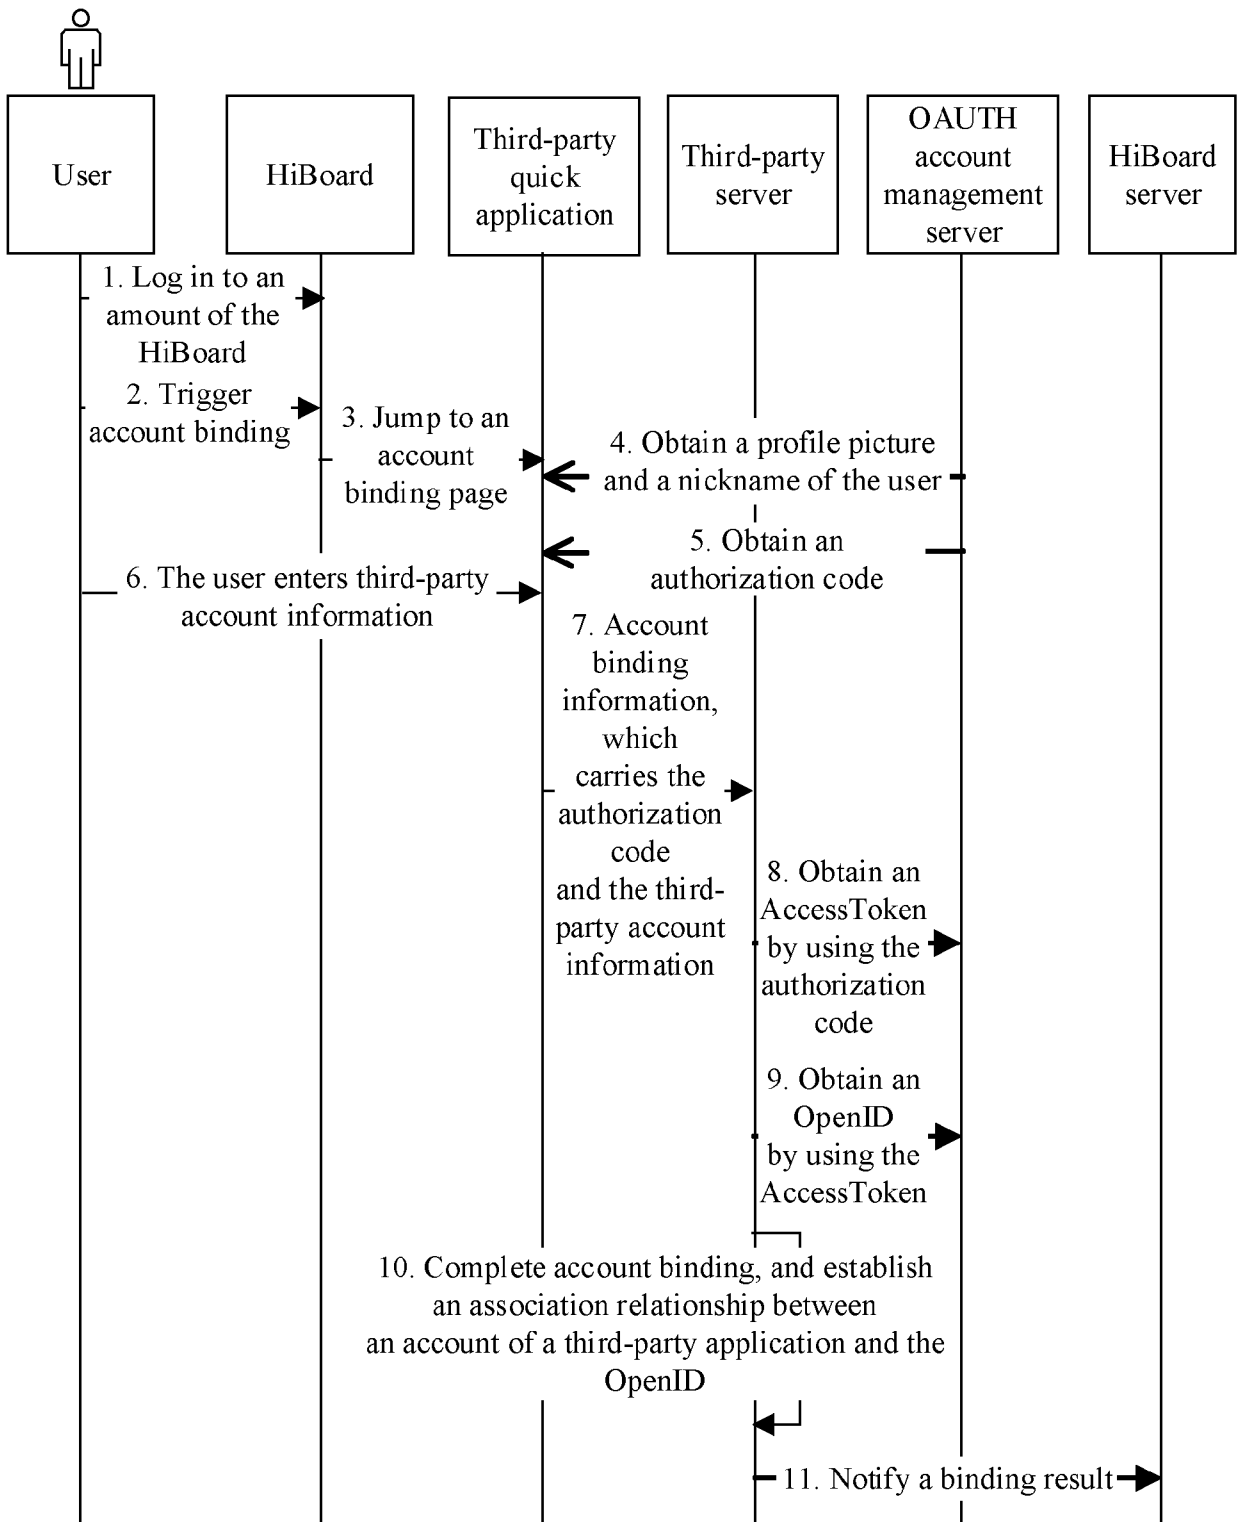 User
HiBoard
Third-party
quick
application
Third-party
server
OAUTH
account
management
server
HiBoard
server
1. Log in to an
amount of the
HiBoard
2. Trigger
account binding
3. Jump to an
account
binding page
4. Obtain a profile picture
and a nickname of the user
5. Obtain an
authorization code
6. The user enters third-party
account information
7. Account
binding
information,
which
carries the
authorization
code
and the third-
party account
information
8. Obtain an
AccessToken
by using the
authorization
code
9. Obtain an
OpenID
by using the
AccessToken
10. Complete account binding, and establish
an association relationship between
an account of a third-party application and the
OpenID
11. Notify a binding result